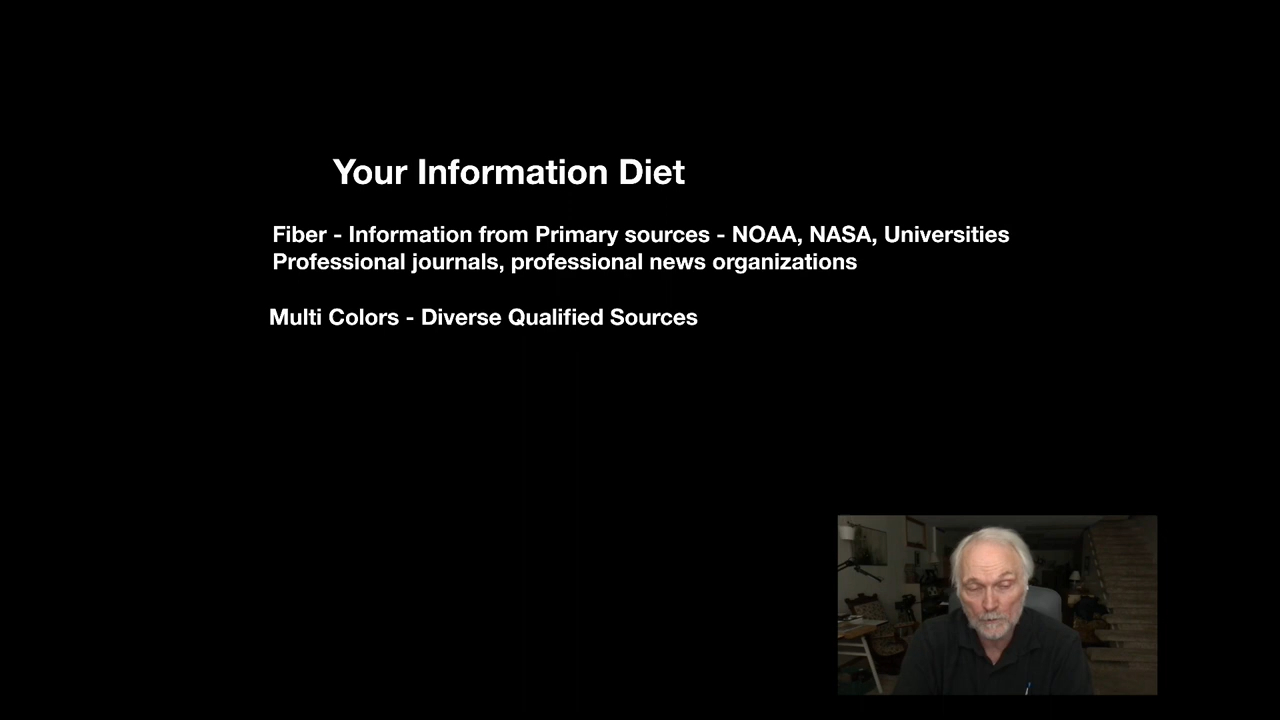 Your Information Diet
Fiber - Information from Primary sources - NOAA, NASA, Universities
Professional journals, professional news organizations
Multi Colors - Diverse Qualified Sources